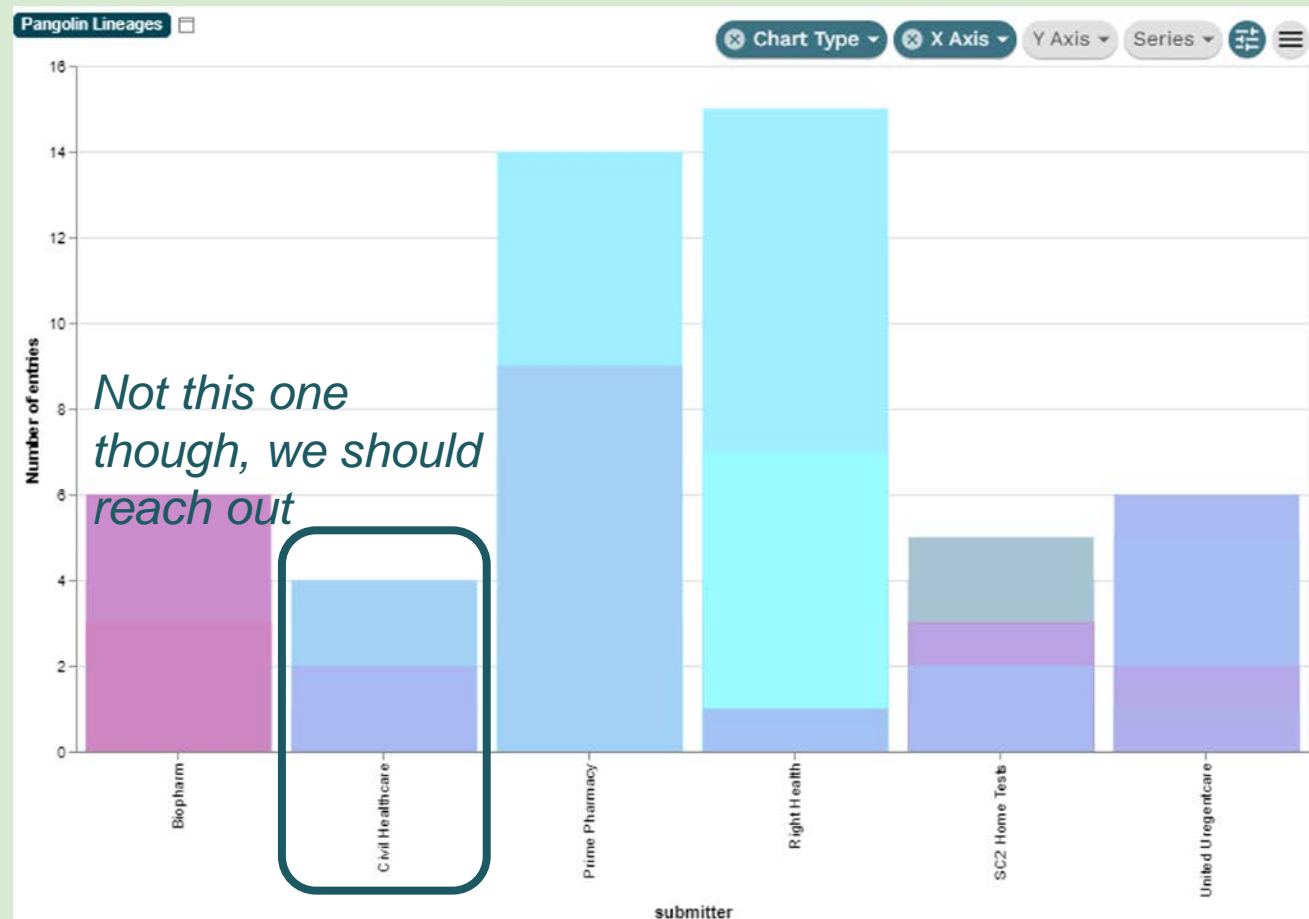 Pangolin Lineages
Chart Type
X Axis
Y Axis
Series
16
14
12
10
8
6
4
2
0
Number of entries
Not this one
though, we should
reach out
Biopharm
Civil Healthcare
Prime Pharmacy
Right Health
SC2 Home Tests
United Uregentcare
submitter